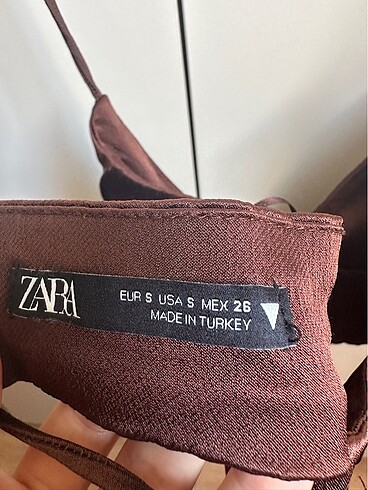 ZARA
EUR S USA S MEX 26
MADE IN TURKEY